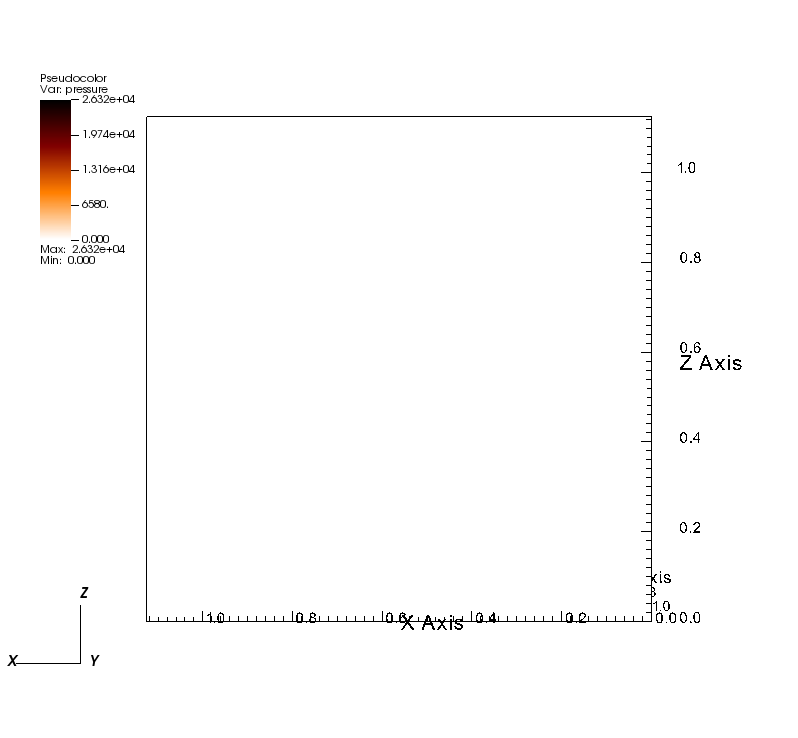 Pseudocolor
Var: pressure
2.632e+04
1.974e+04
1.316e+04
6580.
0.000
Max: 2.632e+04
Min: 0.000
1.0
0.8
0.6
Z Axis
0.4
0.2
xis
1.0
0.0
1.0
0.8
0.6
X Axis
0.4
0.2
0.0
Z
X
Y